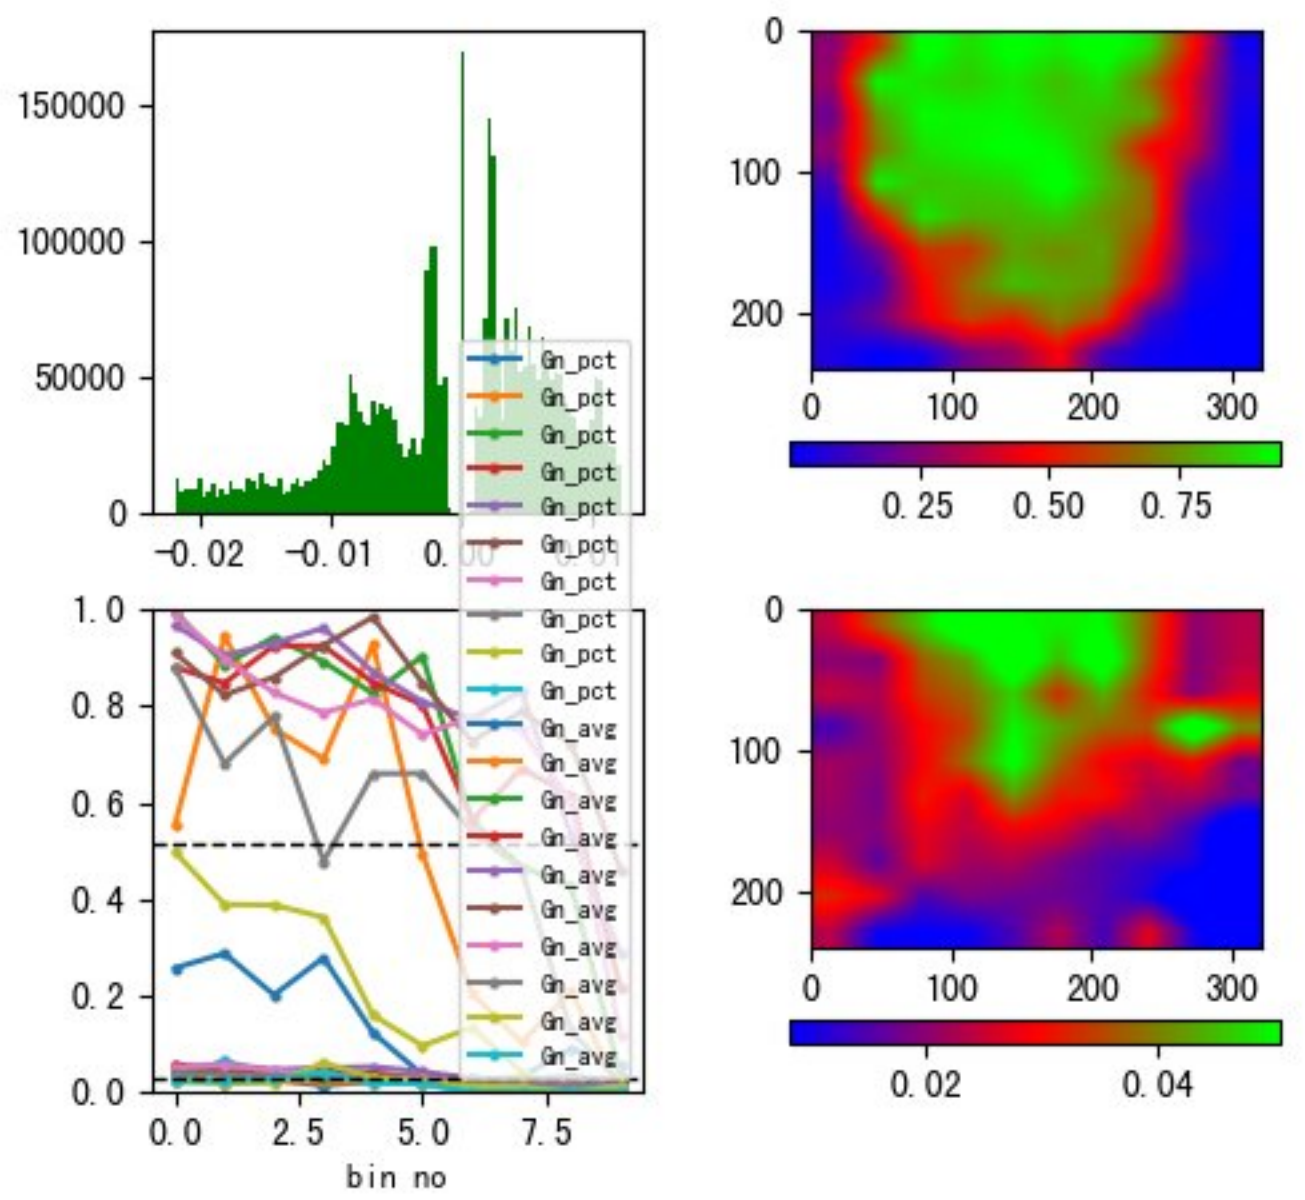 150000
100000
50000
0
-0.02 -0.01 0.00 0.01
0
100
200
0 100 200 300
0.25 0.50 0.75
Gn_pct
Gn_pct
Gn_pct
Gn_pct
Gn_pct
Gn_pct
Gn_pct
Gn_pct
Gn_pct
Gn_pct
Gn_avg
Gn_avg
Gn_avg
Gn_avg
Gn_avg
Gn_avg
Gn_avg
Gn_avg
Gn_avg
Gn_avg
1.0
0.8
0.6
0.4
0.2
0.0
0.0 2.5 5.0 7.5
bin no
0
100
200
0 100 200 300
0.02 0.04